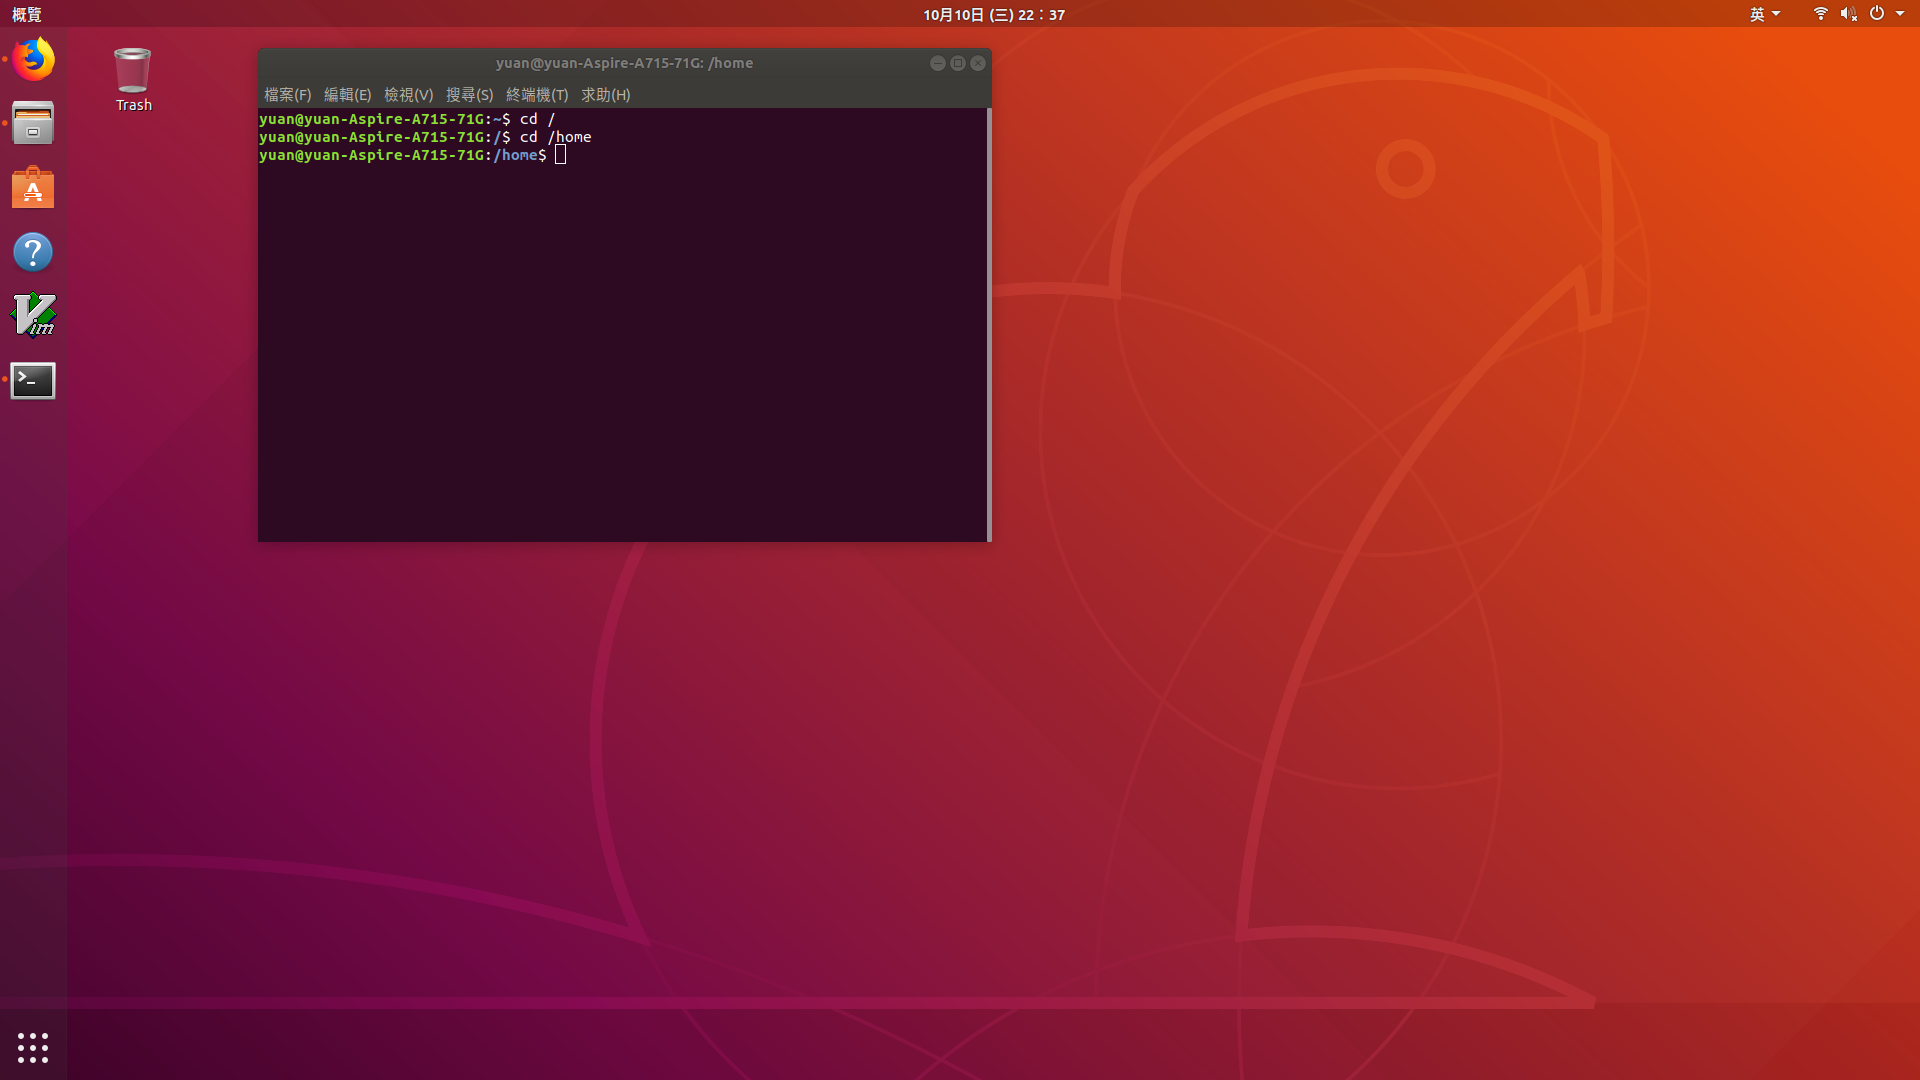 概覽
10月10日 (三) 22：37
英
Trash
yuan@yuan-Aspire-A715-71G: /home
檔案(F) 編輯(E) 檢視(V) 搜尋(S) 終端機(T) 求助(H)
yuan@yuan-Aspire-A715-71G:~$ cd /
yuan@yuan-Aspire-A715-71G:/$ cd /home
yuan@yuan-Aspire-A715-71G:/home$
A
?
Vim
>_